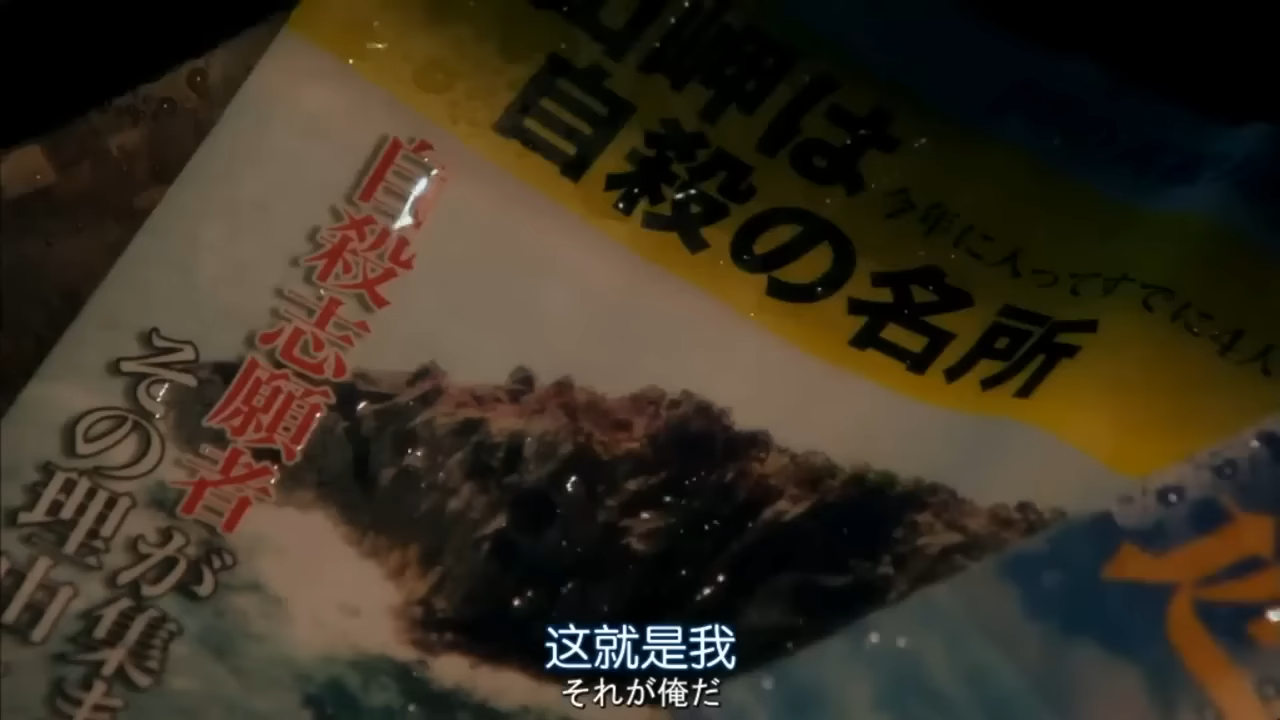 岬は
自殺の名所
今年に入ってすでに4人
自殺志願者
が集ま
その理由
で
这就是我
それが俺だ